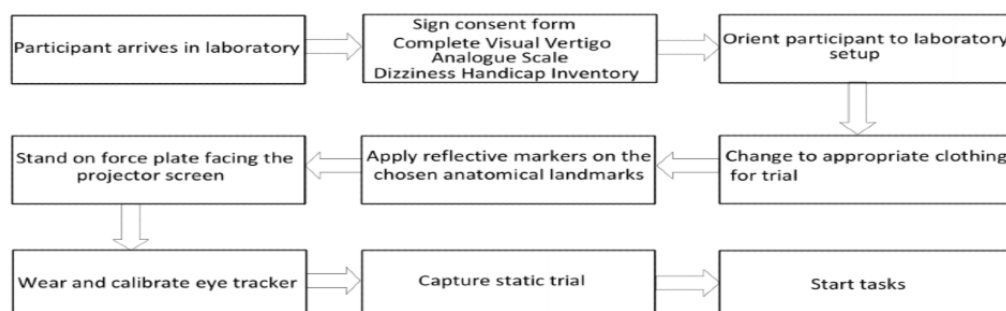 Participant arrives in laboratory
Sign consent form
Complete Visual Vertigo
Analogue Scale
Dizziness Handicap Inventory
Orient participant to laboratory
setup
Change to appropriate clothing
for trial
Apply reflective markers on the
chosen anatomical landmarks
Stand on force plate facing the
projector screen
Wear and calibrate eye tracker
Capture static trial
Start tasks